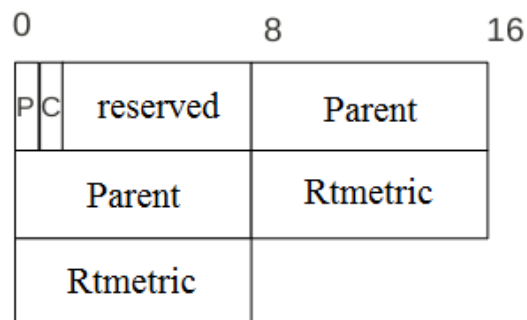 0 8 16
P C reserved Parent
Parent Rtmetric
Rtmetric